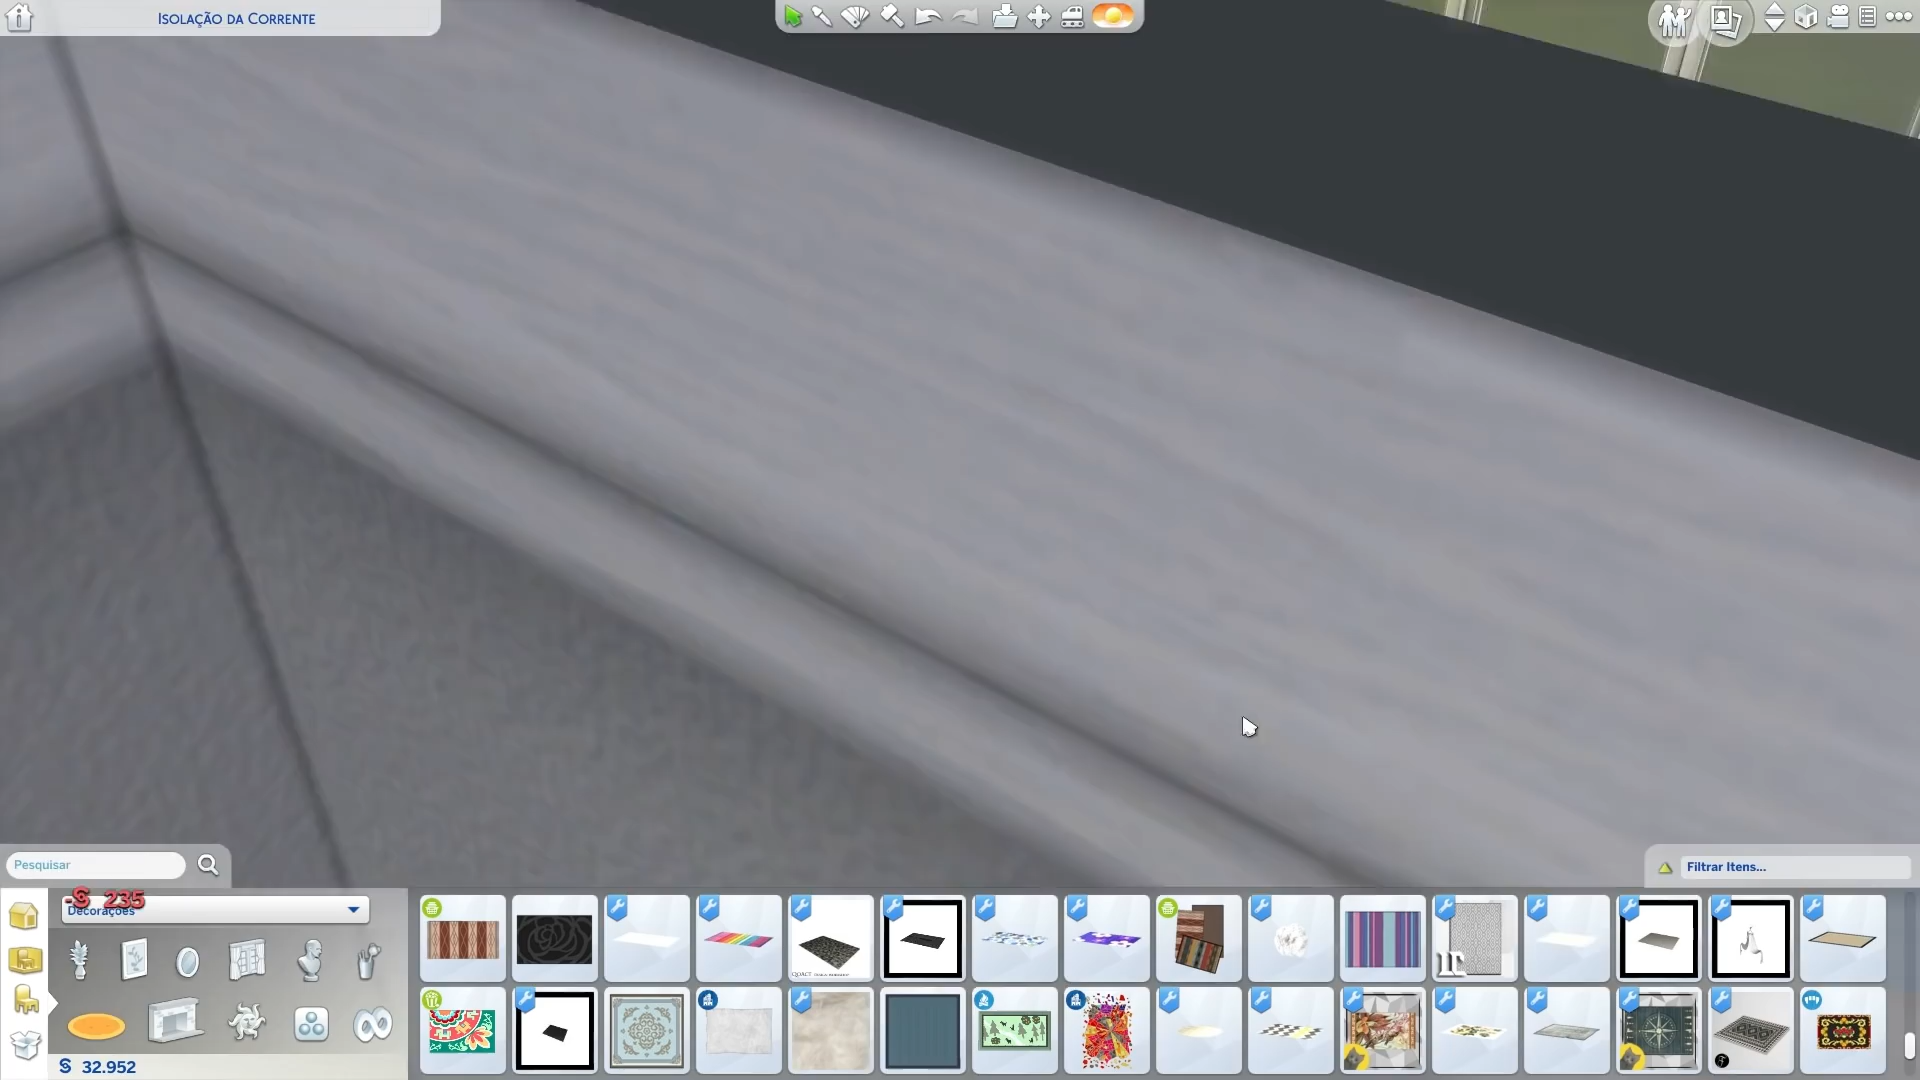 Isolação da Corrente
Pesquisar
Filtrar Itens...
-§ 235
Decorações
§ 32.952